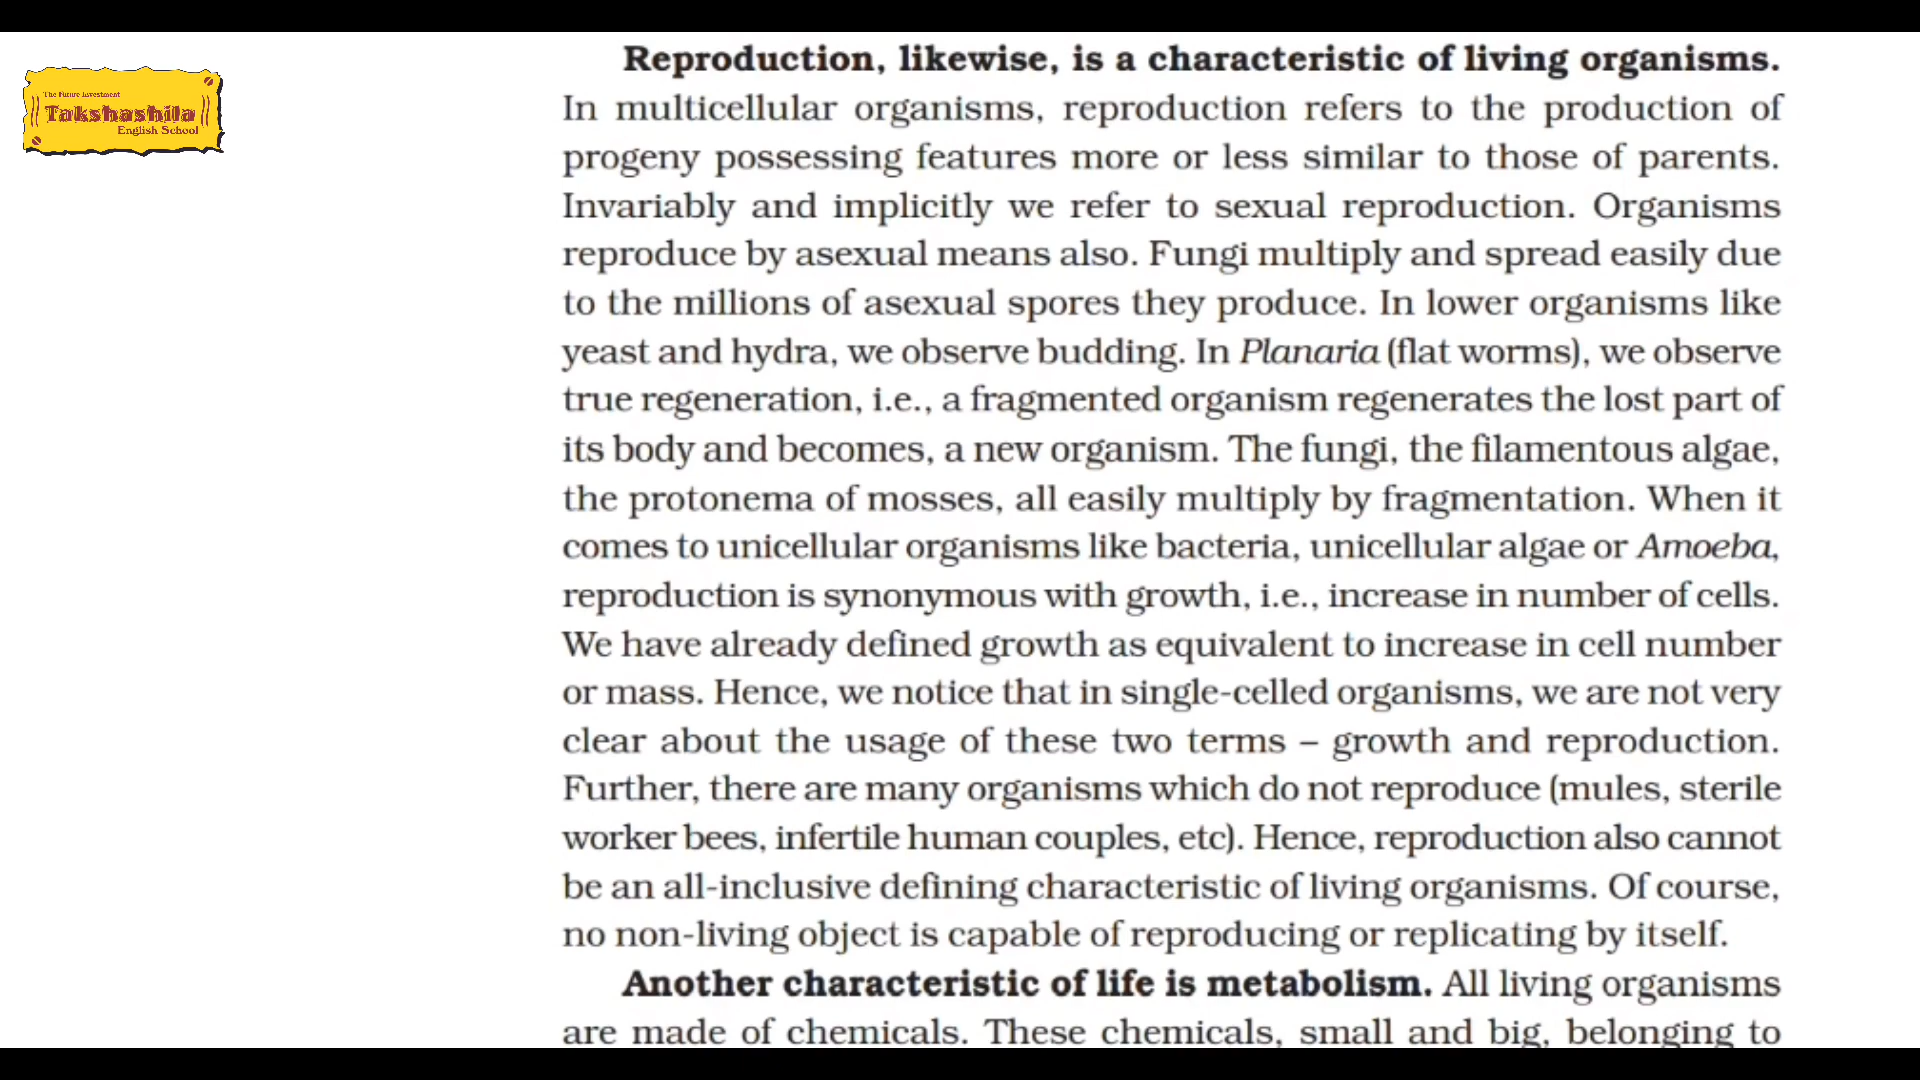 The Future Investment
Takshashila
English School
Reproduction, likewise, is a characteristic of living organisms.
In multicellular organisms, reproduction refers to the production of
progeny possessing features more or less similar to those of parents.
Invariably and implicitly we refer to sexual reproduction. Organisms
reproduce by asexual means also. Fungi multiply and spread easily due
to the millions of asexual spores they produce. In lower organisms like
yeast and hydra, we observe budding. In Planaria (flat worms), we observe
true regeneration, i.e., a fragmented organism regenerates the lost part of
its body and becomes, a new organism. The fungi, the filamentous algae,
the protonema of mosses, all easily multiply by fragmentation. When it
comes to unicellular organisms like bacteria, unicellular algae or Amoeba,
reproduction is synonymous with growth, i.e., increase in number of cells.
We have already defined growth as equivalent to increase in cell number
or mass. Hence, we notice that in single-celled organisms, we are not very
clear about the usage of these two terms – growth and reproduction.
Further, there are many organisms which do not reproduce (mules, sterile
worker bees, infertile human couples, etc). Hence, reproduction also cannot
be an all-inclusive defining characteristic of living organisms. Of course,
no non-living object is capable of reproducing or replicating by itself.
Another characteristic of life is metabolism. All living organisms
are made of chemicals. These chemicals, small and big, belonging to